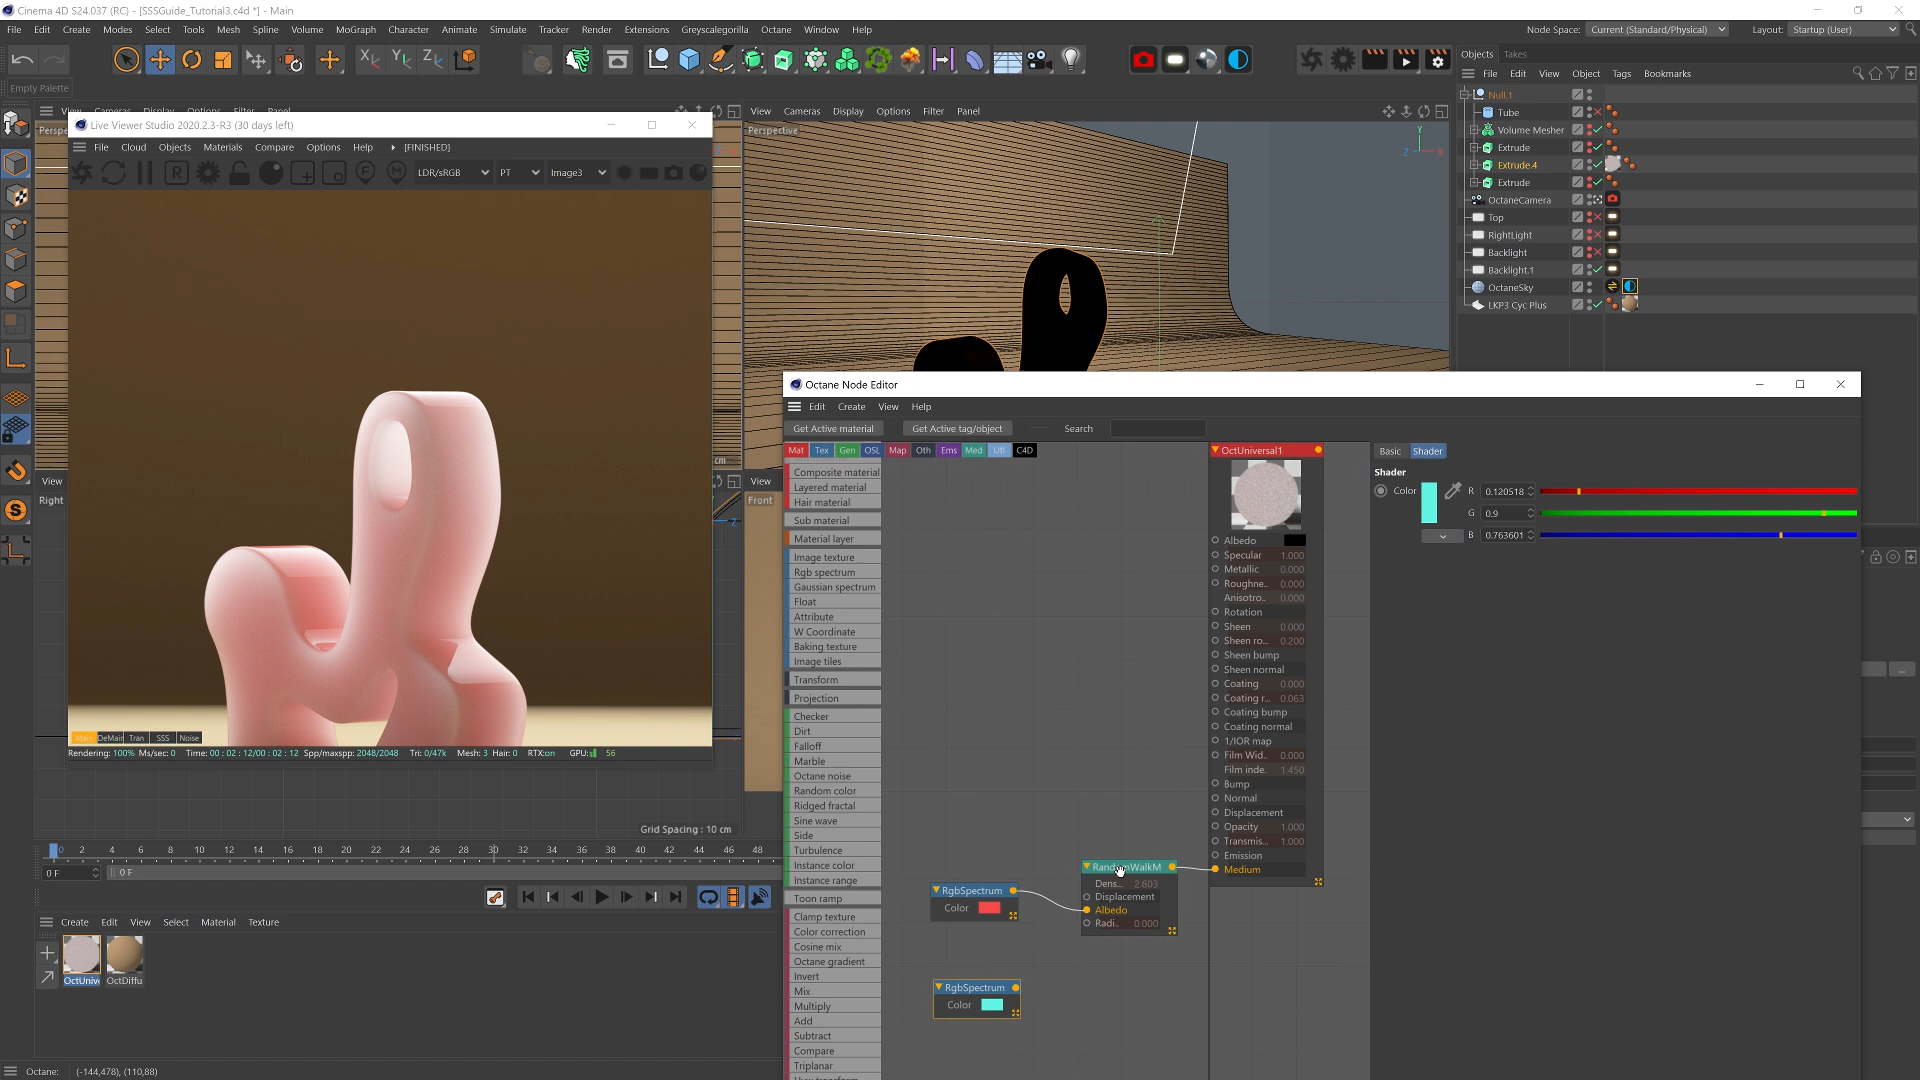 Cinema 4D S24.037 (RC) - [SSSGuide_Tutorial3.c4d *] - Main
File Edit Create Modes Select Tools Mesh Spline Volume MoGraph Character Animate Simulate Tracker Render Extensions Greyscalegorilla Octane Window Help
Node Space: Current (Standard/Physical) Layout: Startup (User)
Empty Palette
Objects Takes
File Edit View Object Tags Bookmarks
Null.1
Tube
Volume Mesher
Extrude
Extrude.4
Extrude
OctaneCamera
Top
RightLight
Backlight
Backlight.1
OctaneSky
LKP3 Cyc Plus
View Cameras Display Options Filter Panel
Perspective
Live Viewer Studio 2020.2.3-R3 (30 days left)
File Cloud Objects Materials Compare Options Help [FINISHED]
LDR/sRGB PT Image3
Main DeMain Tran SSS Noise
Rendering: 100% Ms/sec: 0 Time: 00 : 02 : 12/00 : 02 : 12 Spp/maxspp: 2048/2048 Tri: 0/47k Mesh: 3 Hair: 0 RTX:on GPU: 56
View
Right
View
Front
Grid Spacing : 10 cm
0 2 4 6 8 10 12 14 16 18 20 22 24 26 28 30 32 34 36 38 40 42 44 46 48
0 F
0 F
Create Edit View Select Material Texture
OctUniv OctDiffu
Octane: (-144,478), (110,88)
Octane Node Editor
Edit Create View Help
Get Active material Get Active tag/object Search
Mat Tex Gen OSL Map Oth Ems Med Utl C4D
Composite material
Layered material
Hair material
Sub material
Material layer
Image texture
Rgb spectrum
Gaussian spectrum
Float
Attribute
W Coordinate
Baking texture
Image tiles
Transform
Projection
Checker
Dirt
Falloff
Marble
Octane noise
Random color
Ridged fractal
Sine wave
Side
Turbulence
Instance color
Instance range
Toon ramp
Clamp texture
Color correction
Cosine mix
Octane gradient
Invert
Mix
Multiply
Add
Subtract
Compare
Triplanar
OctUniversal1
Albedo
Specular 1.000
Metallic 0.000
Roughne.. 0.000
Anisotro.. 0.000
Rotation
Sheen 0.000
Sheen ro... 0.200
Sheen bump
Sheen normal
Coating 0.000
Coating r... 0.063
Coating bump
Coating normal
1/IOR map
Film Wid.. 0.000
Film inde. 1.450
Bump
Normal
Displacement
Opacity 1.000
Transmis... 1.000
Emission
Medium
Dens... 2.603
Displacement
Albedo
Radi.. 0.000
RgbSpectrum
Color
RgbSpectrum
Color
Basic Shader
Shader
Color R 0.120518
G 0.9
B 0.763601